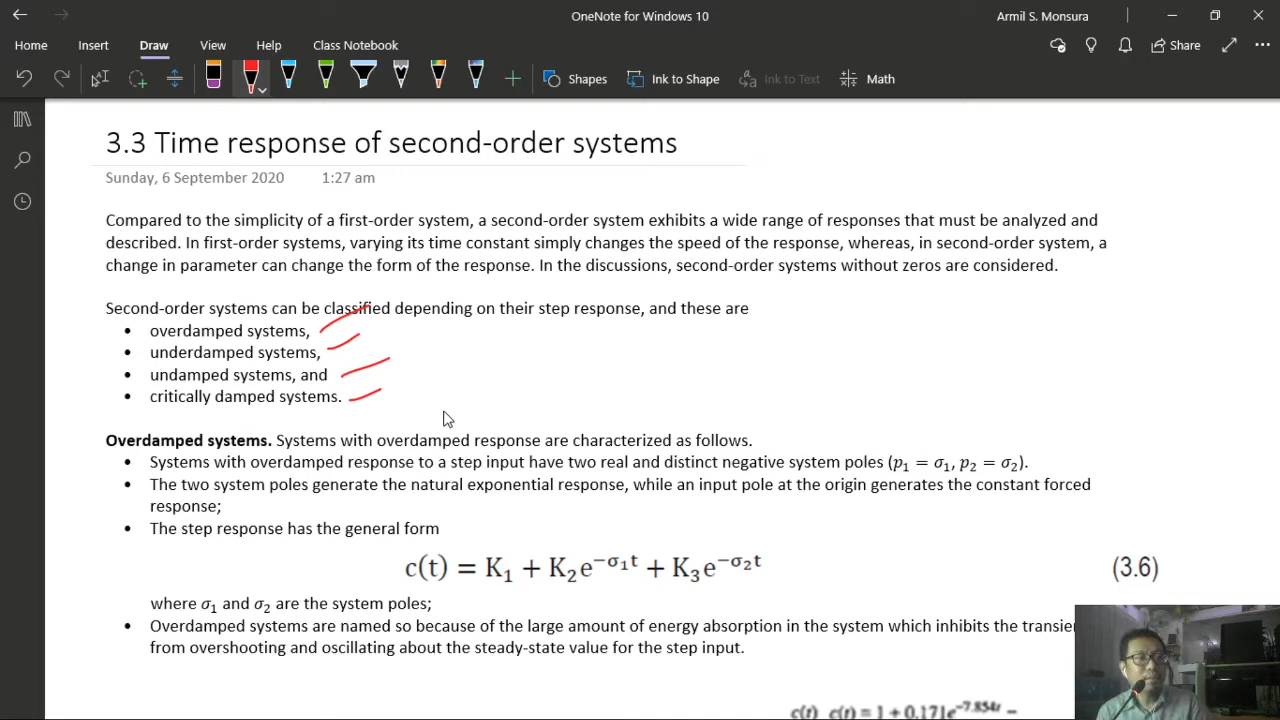 OneNote for Windows 10
Armil S. Monsura
Home Insert Draw View Help Class Notebook Share
Shapes Ink to Shape Ink to Text Math
3.3 Time response of second-order systems
Sunday, 6 September 2020 1:27 am
Compared to the simplicity of a first-order system, a second-order system exhibits a wide range of responses that must be analyzed and
described. In first-order systems, varying its time constant simply changes the speed of the response, whereas, in second-order system, a
change in parameter can change the form of the response. In the discussions, second-order systems without zeros are considered.
Second-order systems can be classified depending on their step response, and these are
• overdamped systems,
• underdamped systems,
• undamped systems, and
• critically damped systems.
Overdamped systems. Systems with overdamped response are characterized as follows.
• Systems with overdamped response to a step input have two real and distinct negative system poles (p₁ = σ₁, p₂ = σ₂).
• The two system poles generate the natural exponential response, while an input pole at the origin generates the constant forced
response;
• The step response has the general form
c(t) = K₁ + K₂e^{−σ₁t} + K₃e^{−σ₂t} (3.6)
where σ₁ and σ₂ are the system poles;
• Overdamped systems are named so because of the large amount of energy absorption in the system which inhibits the
from overshooting and oscillating about the steady-state value for the step input.
c(t) c(t) = 1 + 0.171e^{−7.854t} −